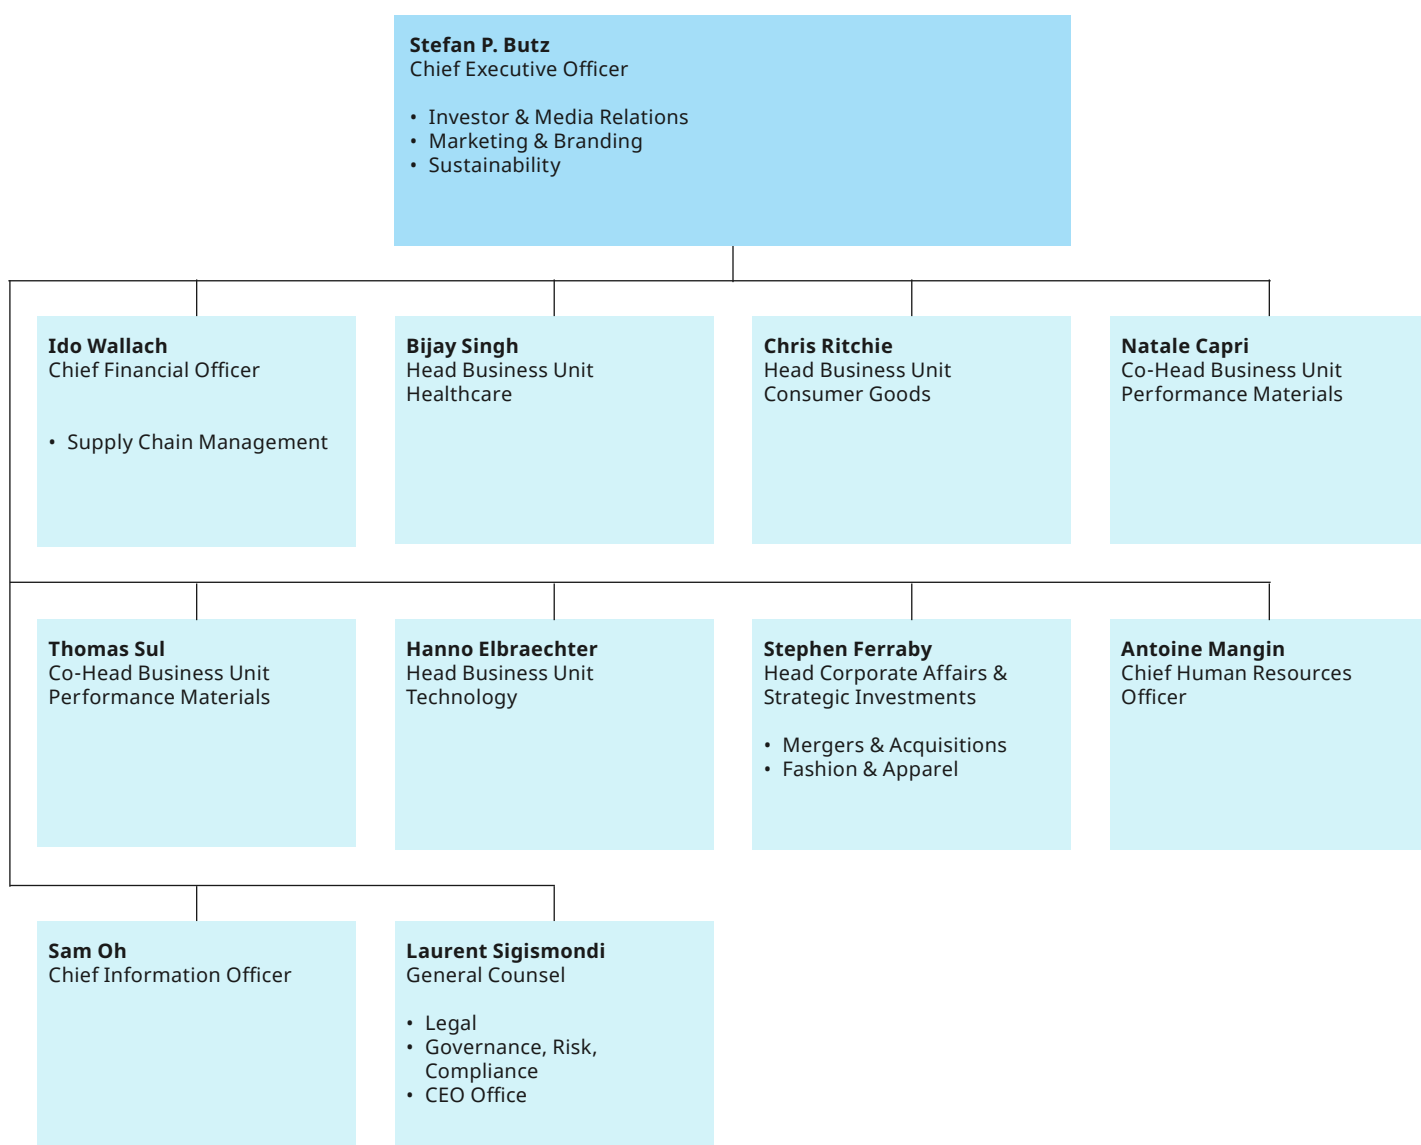 Stefan P. Butz
Chief Executive Officer
• Investor & Media Relations
• Marketing & Branding
• Sustainability
Ido Wallach
Chief Financial Officer
• Supply Chain Management
Bijay Singh
Head Business Unit
Healthcare
Chris Ritchie
Head Business Unit
Consumer Goods
Natale Capri
Co-Head Business Unit
Performance Materials
Thomas Sul
Co-Head Business Unit
Performance Materials
Hanno Elbraechter
Head Business Unit
Technology
Stephen Ferraby
Head Corporate Affairs &
Strategic Investments
• Mergers & Acquisitions
• Fashion & Apparel
Antoine Mangin
Chief Human Resources
Officer
Sam Oh
Chief Information Officer
Laurent Sigismondi
General Counsel
• Legal
• Governance, Risk,
Compliance
• CEO Office